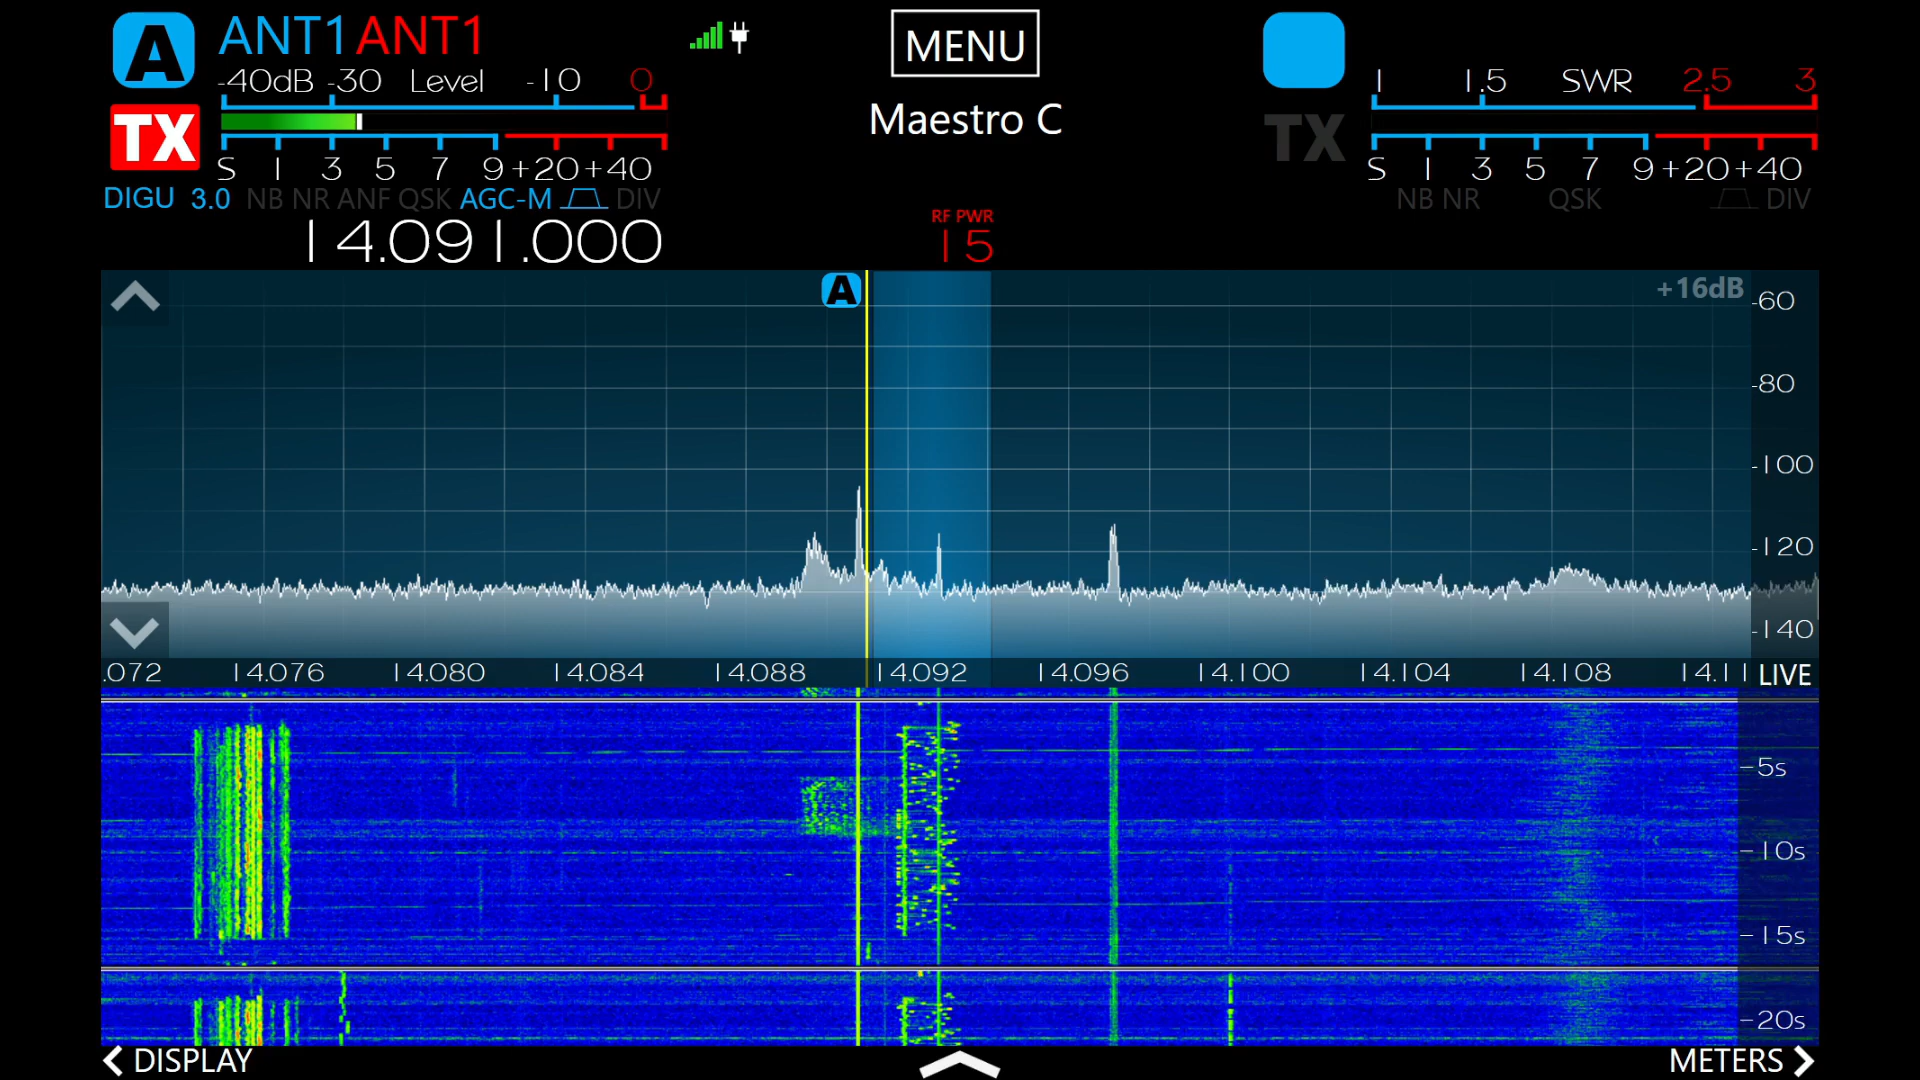 A ANT1 ANT1 MENU
-40dB -30 Level -10 0 1 1.5 SWR 2.5 3
Maestro C
TX TX
S 1 3 5 7 9 +20 +40 S 1 3 5 7 9 +20 +40
DIGU 3.0 NB NR ANF QSK AGC-M DIV NB NR QSK DIV
14.091.000 RF PWR
15
A +16dB
-60
-80
-100
-120
-140
.072 14.076 14.080 14.084 14.088 14.092 14.096 14.100 14.104 14.108 14.11 LIVE
-5s
-10s
-15s
-20s
DISPLAY METERS